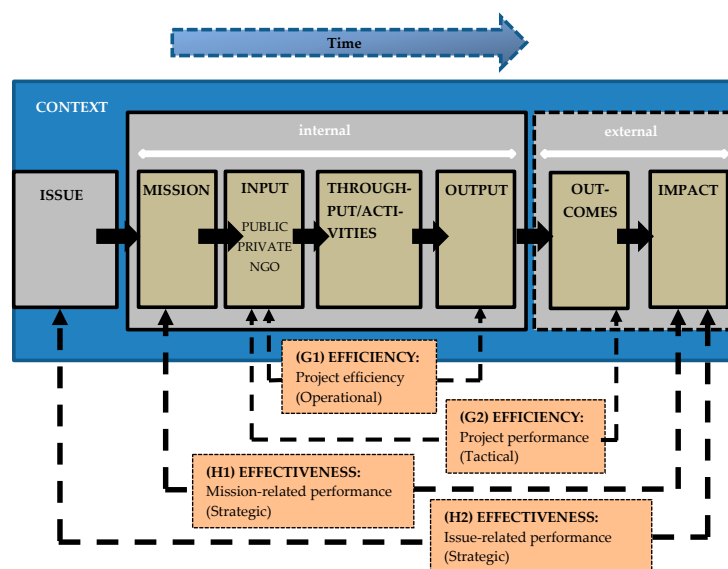 Time
CONTEXT
internal
external
ISSUE
MISSION
INPUT
PUBLIC
PRIVATE
NGO
THROUGH-
PUT/ACTI-
VITIES
OUTPUT
OUT-
COMES
IMPACT
(G1) EFFICIENCY:
Project efficiency
(Operational)
(G2) EFFICIENCY:
Project performance
(Tactical)
(H1) EFFECTIVENESS:
Mission-related performance
(Strategic)
(H2) EFFECTIVENESS:
Issue-related performance
(Strategic)